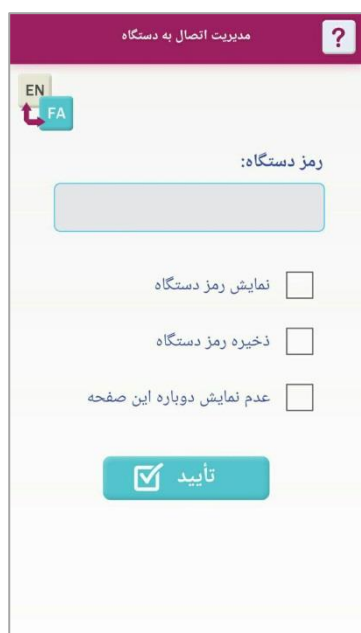 مدیریت اتصال به دستگاه
?
EN
FA
رمز دستگاه:
نمایش رمز دستگاه
ذخیره رمز دستگاه
عدم نمایش دوباره این صفحه
تأیید